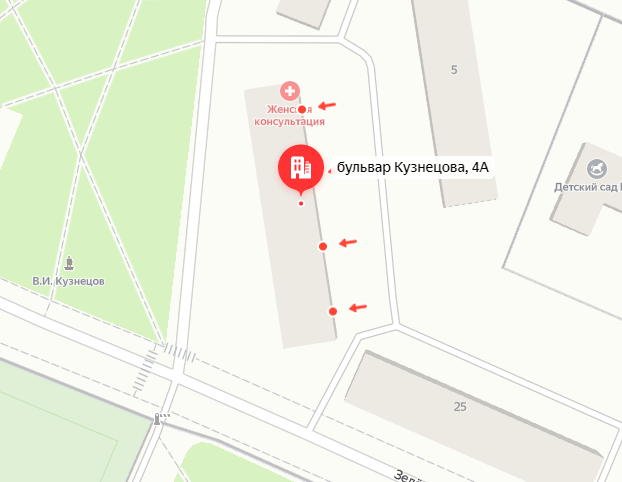 5
Женская
консультация
бульвар Кузнецова, 4А
Детский сад
В.И. Кузнецов
25